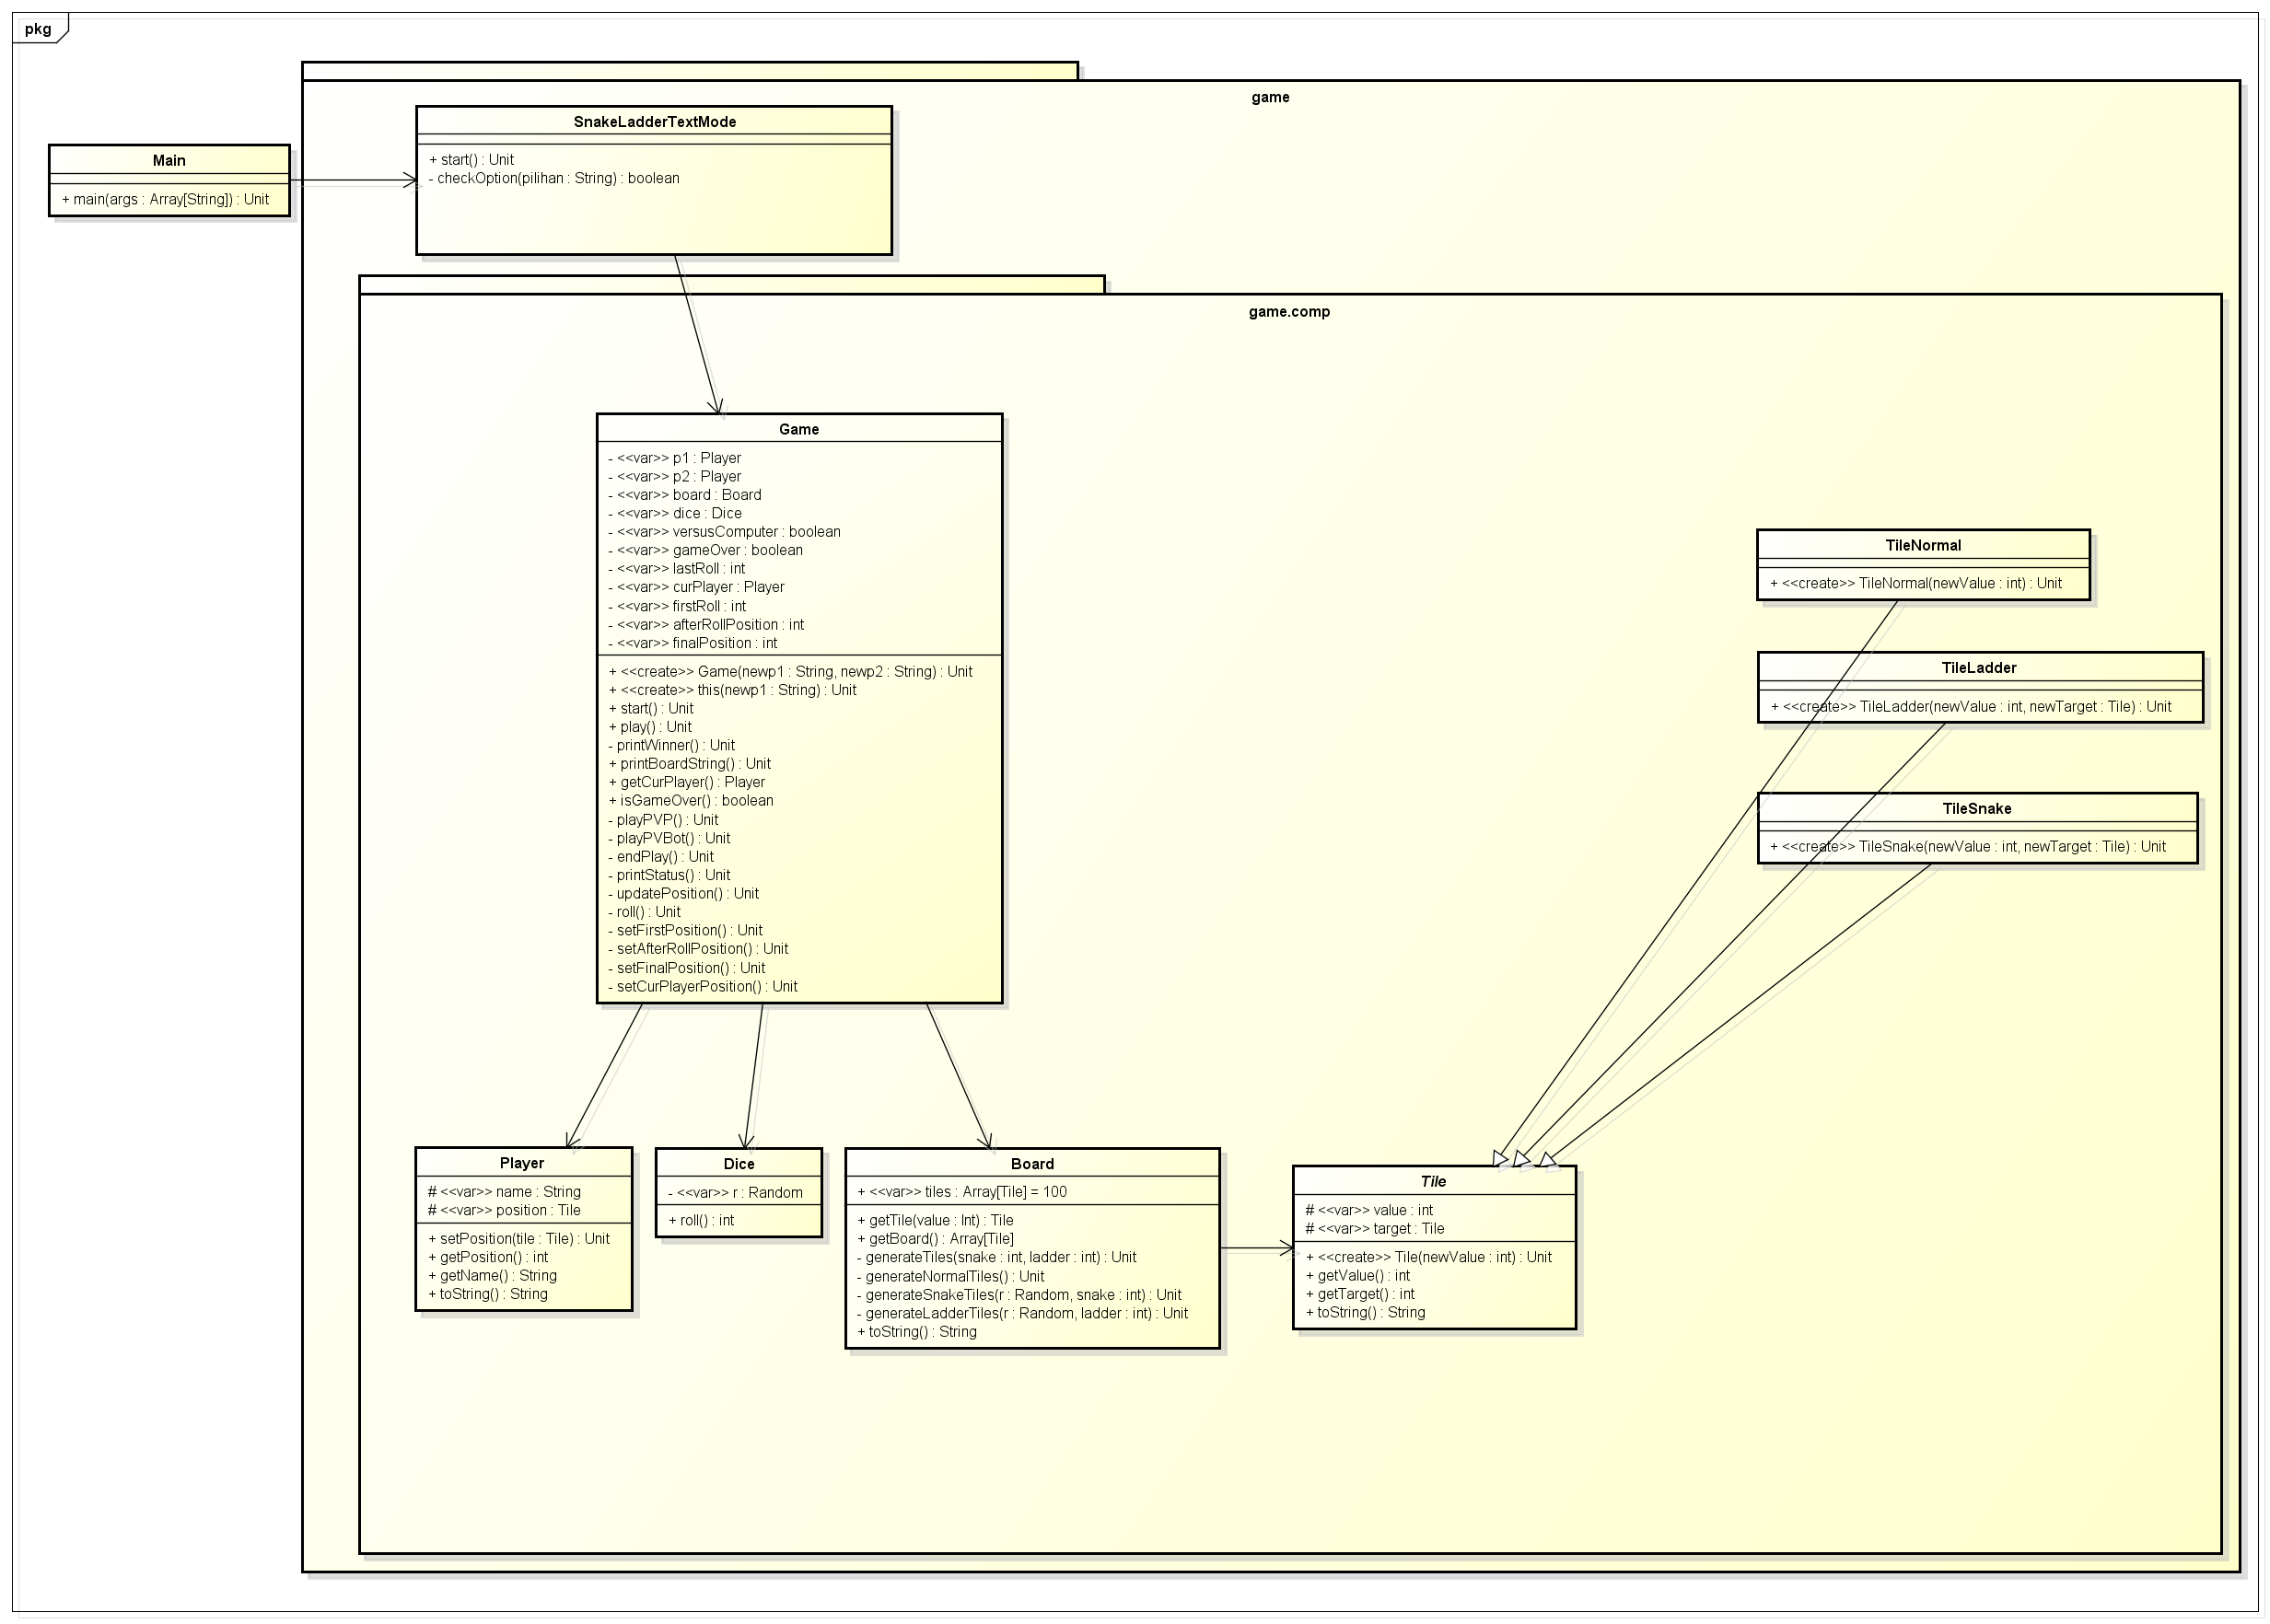 pkg
game
SnakeLadderTextMode
+ start() : Unit
- checkOption(pilihan : String) : boolean
Main
+ main(args : Array[String]) : Unit
game.comp
Game
- <<var>> p1 : Player
- <<var>> p2 : Player
- <<var>> board : Board
- <<var>> dice : Dice
- <<var>> versusComputer : boolean
- <<var>> gameOver : boolean
- <<var>> lastRoll : int
- <<var>> curPlayer : Player
- <<var>> firstRoll : int
- <<var>> afterRollPosition : int
- <<var>> finalPosition : int
+ <<create>> Game(newp1 : String, newp2 : String) : Unit
+ <<create>> this(newp1 : String) : Unit
+ start() : Unit
+ play() : Unit
- printWinner() : Unit
+ printBoardString() : Unit
+ getCurPlayer() : Player
+ isGameOver() : boolean
- playPVP() : Unit
- playPVBot() : Unit
- endPlay() : Unit
- printStatus() : Unit
- updatePosition() : Unit
- roll() : Unit
- setFirstPosition() : Unit
- setAfterRollPosition() : Unit
- setFinalPosition() : Unit
- setCurPlayerPosition() : Unit
TileNormal
+ <<create>> TileNormal(newValue : int) : Unit
TileLadder
+ <<create>> TileLadder(newValue : int, newTarget : Tile) : Unit
TileSnake
+ <<create>> TileSnake(newValue : int, newTarget : Tile) : Unit
Player
# <<var>> name : String
# <<var>> position : Tile
+ setPosition(tile : Tile) : Unit
+ getPosition() : int
+ getName() : String
+ toString() : String
Dice
- <<var>> r : Random
+ roll() : int
Board
+ <<var>> tiles : Array[Tile] = 100
+ getTile(value : Int) : Tile
+ getBoard() : Array[Tile]
- generateTiles(snake : int, ladder : int) : Unit
- generateNormalTiles() : Unit
- generateSnakeTiles(r : Random, snake : int) : Unit
- generateLadderTiles(r : Random, ladder : int) : Unit
+ toString() : String
Tile
# <<var>> value : int
# <<var>> target : Tile
+ <<create>> Tile(newValue : int) : Unit
+ getValue() : int
+ getTarget() : int
+ toString() : String